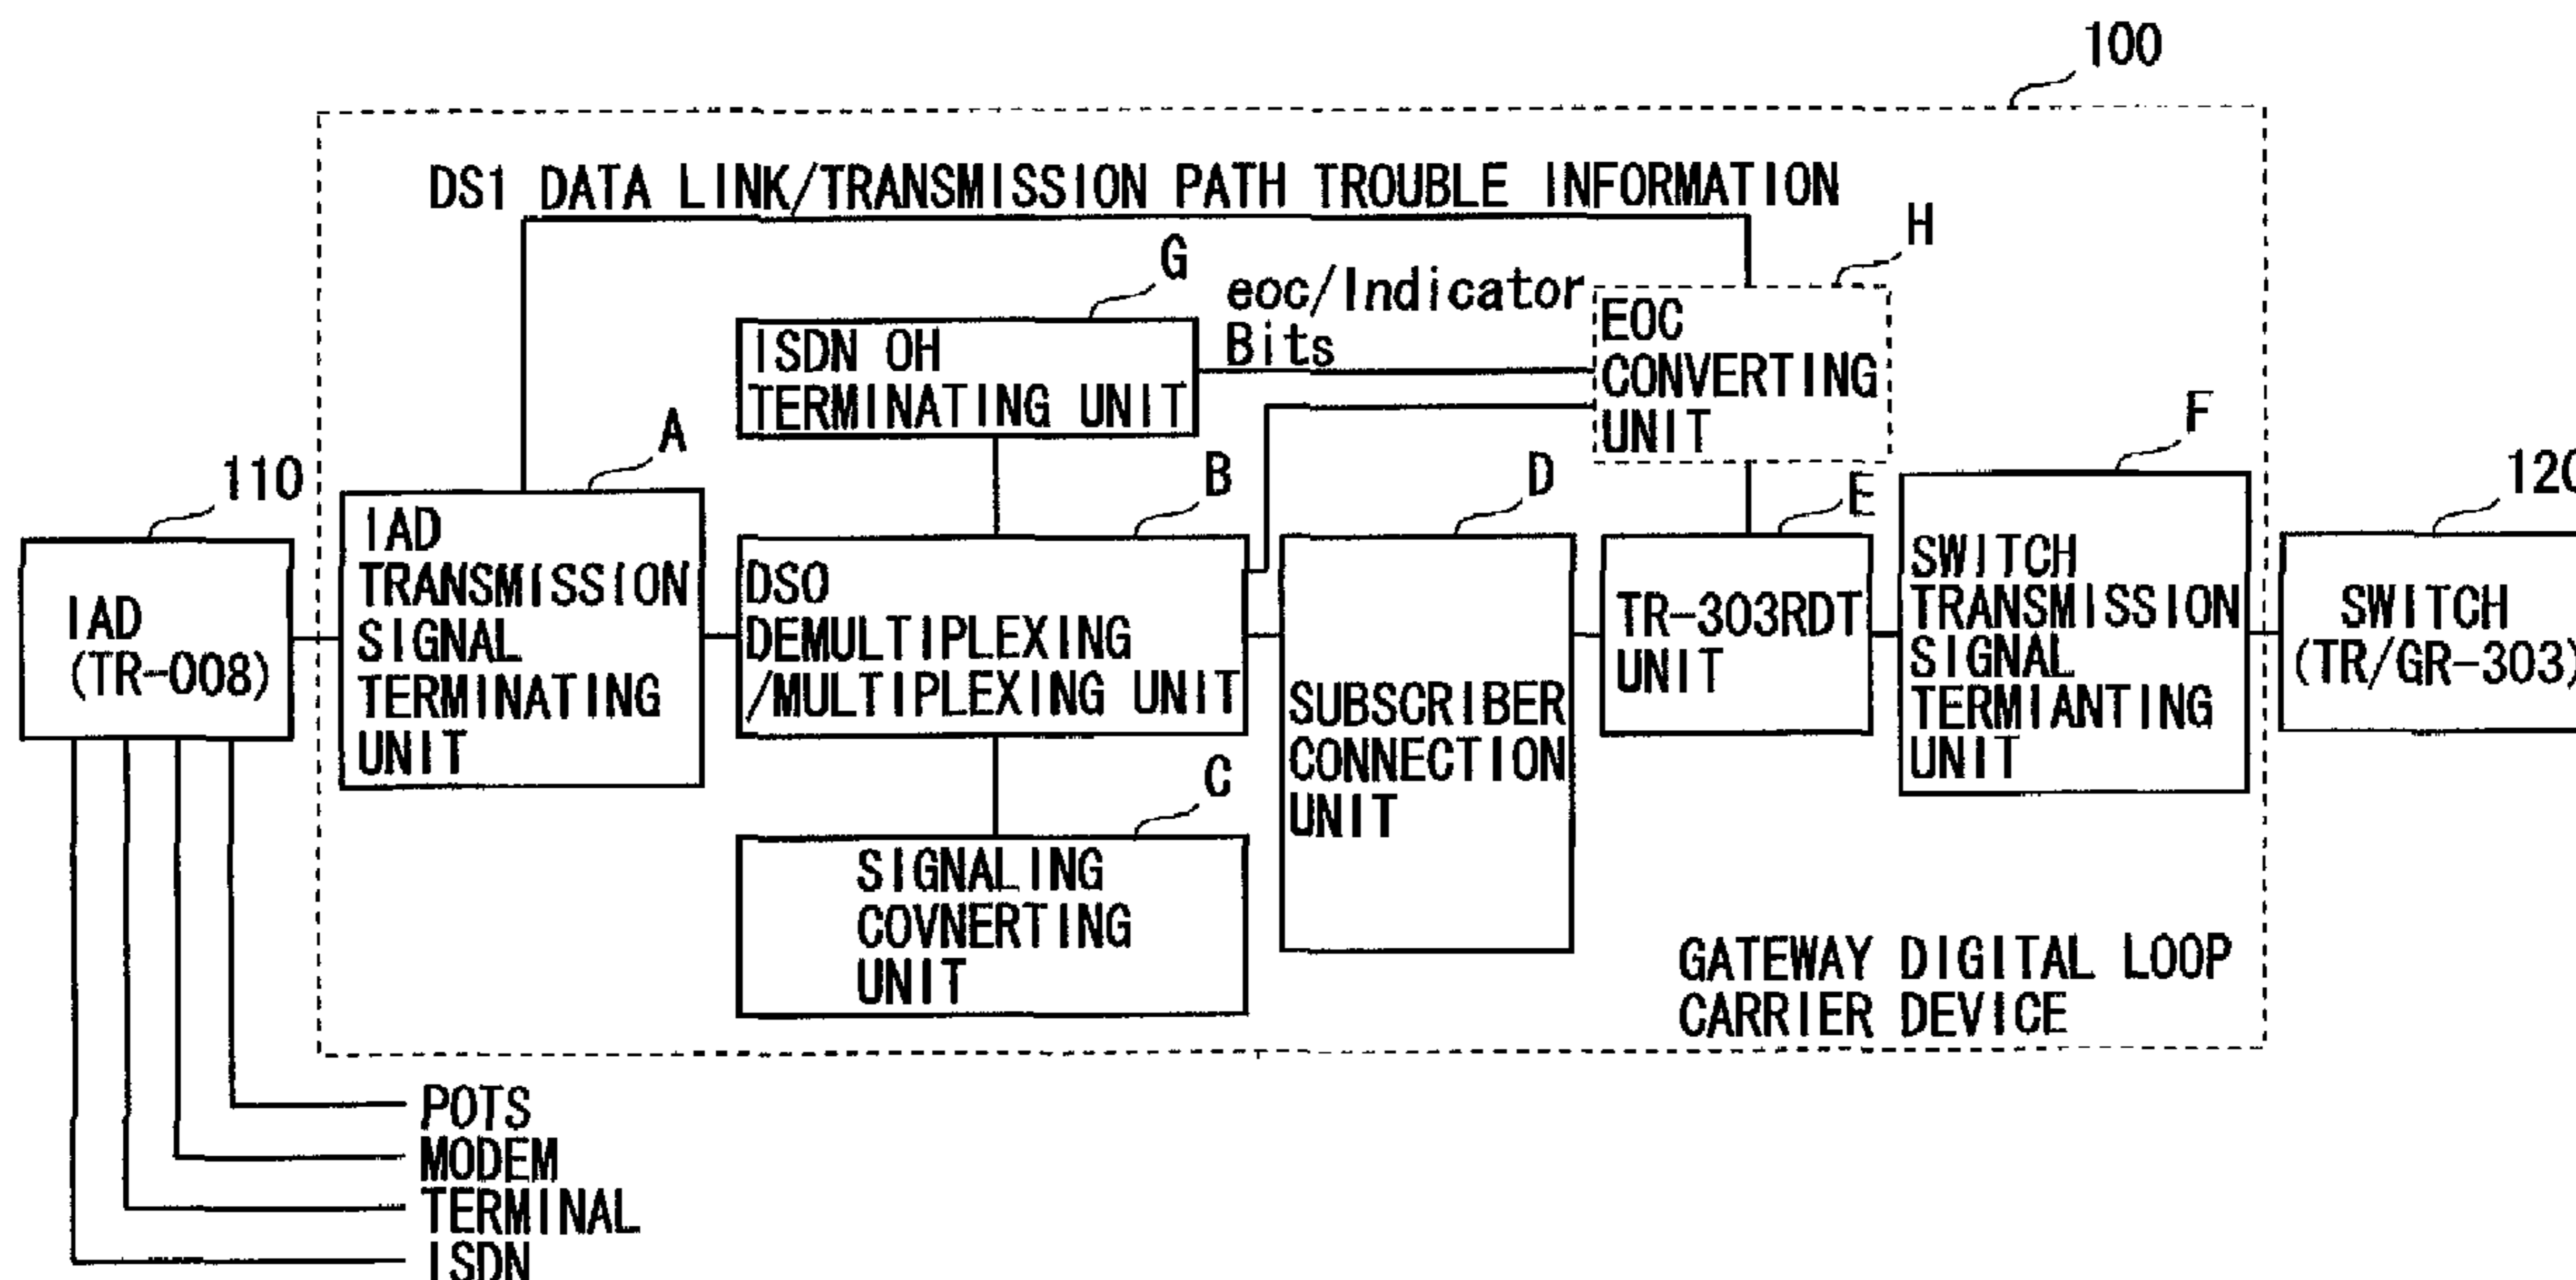 100
DS1 DATA LINK/TRANSMISSION PATH TROUBLE INFORMATION
G
eoc/Indicator
Bits
H
ISDN OH
TERMINATING UNIT
EOC
CONVERTING
UNIT
110
A
B
D
E
F
120
IAD
(TR-008)
IAD
TRANSMISSION
SIGNAL
TERMINATING
UNIT
DS0
DEMULTIPLEXING
/MULTIPLEXING UNIT
SUBSCRIBER
CONNECTION
UNIT
TR-303RDT
UNIT
SWITCH
TRANSMISSION
SIGNAL
TERMIANTING
UNIT
SWITCH
(TR/GR-303)
C
SIGNALING
COVNERTING
UNIT
GATEWAY DIGITAL LOOP
CARRIER DEVICE
POTS
MODEM
TERMINAL
ISDN